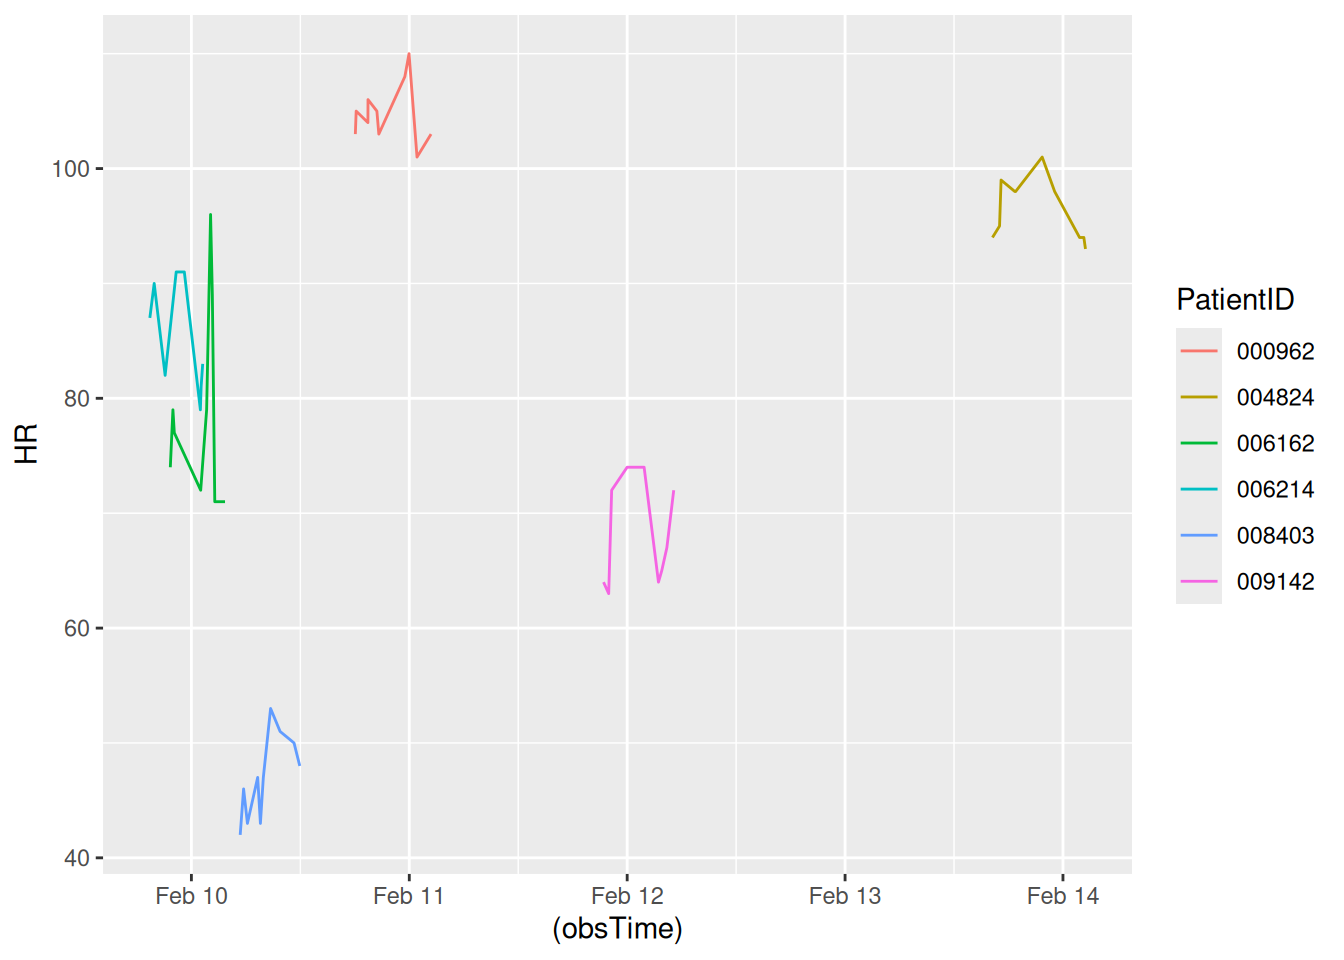 HR
100
80
60
40
Feb 10
Feb 11
Feb 12
Feb 13
Feb 14
(obsTime)
PatientID
000962
004824
006162
006214
008403
009142